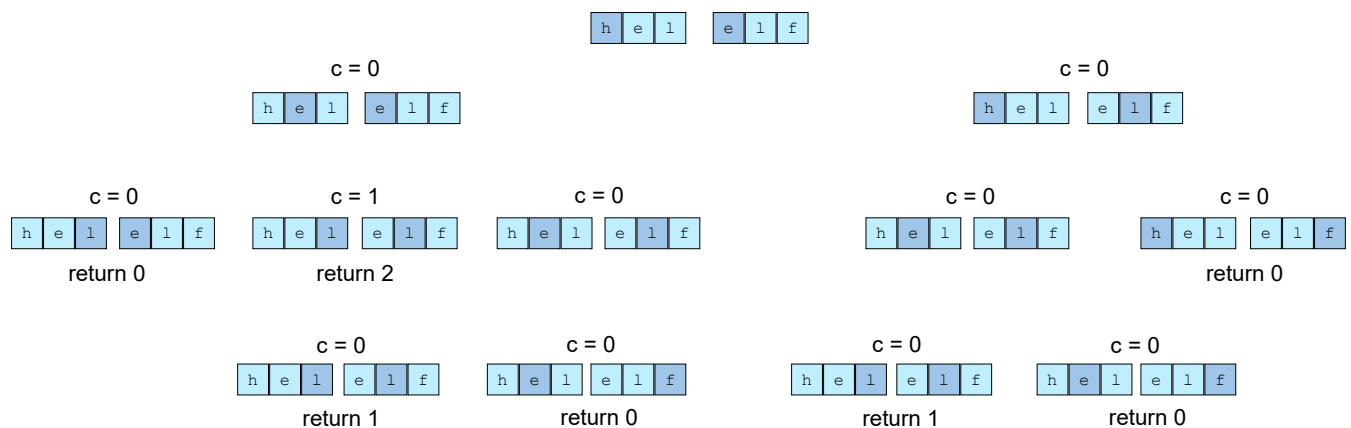 h e l e l f
c = 0 c = 0
h e l e l f h e l e l f
c = 0 c = 1 c = 0 c = 0 c = 0
h e l e l f h e l e l f h e l e l f h e l e l f h e l e l f
return 0 return 2 return 0
c = 0 c = 0 c = 0 c = 0
h e l e l f h e l e l f h e l e l f h e l e l f
return 1 return 0 return 1 return 0